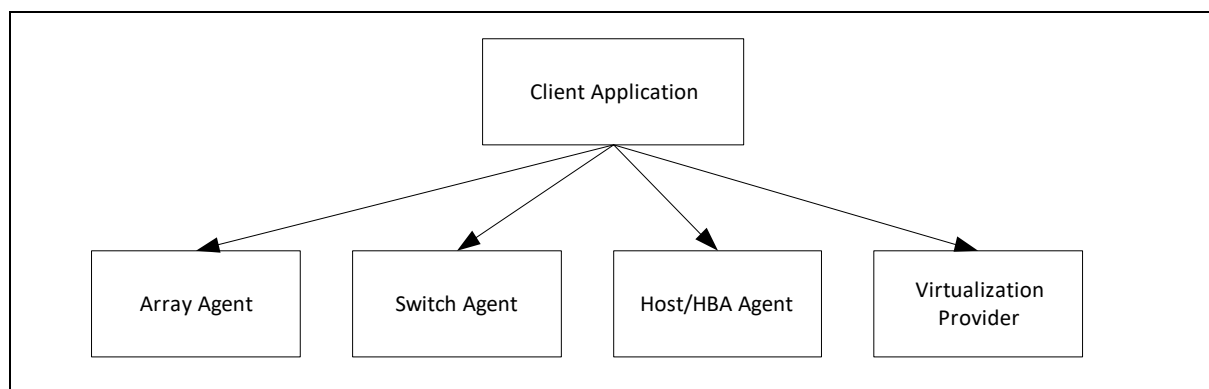 Client Application
Array Agent
Switch Agent
Host/HBA Agent
Virtualization
Provider